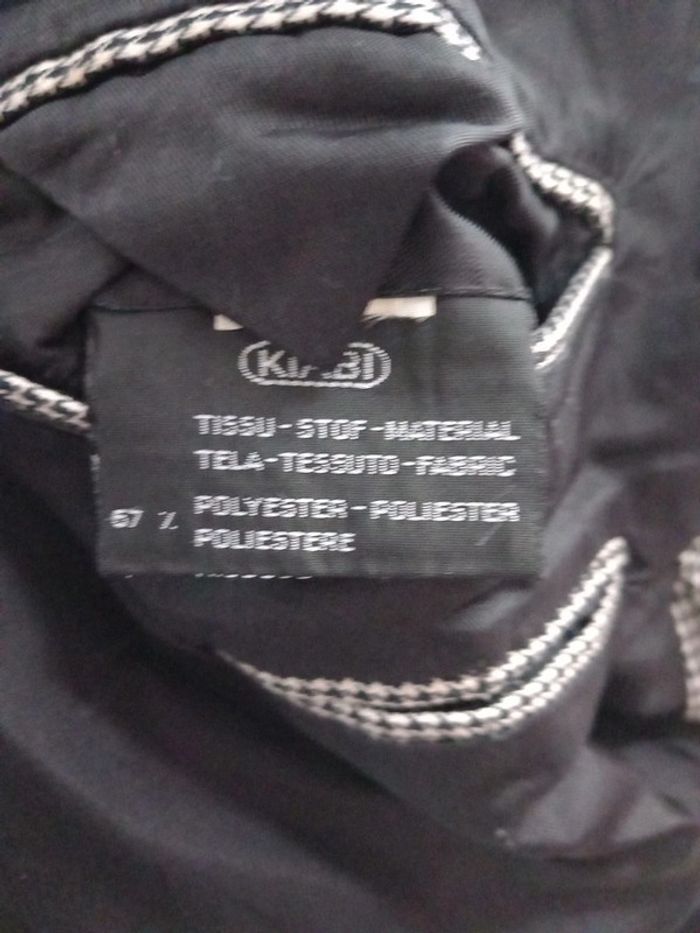 KIABI
TISSU-STOF-MATERIAL
TELA-TESSUTO-FABRIC
67 % POLYESTER-POLIESTER
POLIESTERE